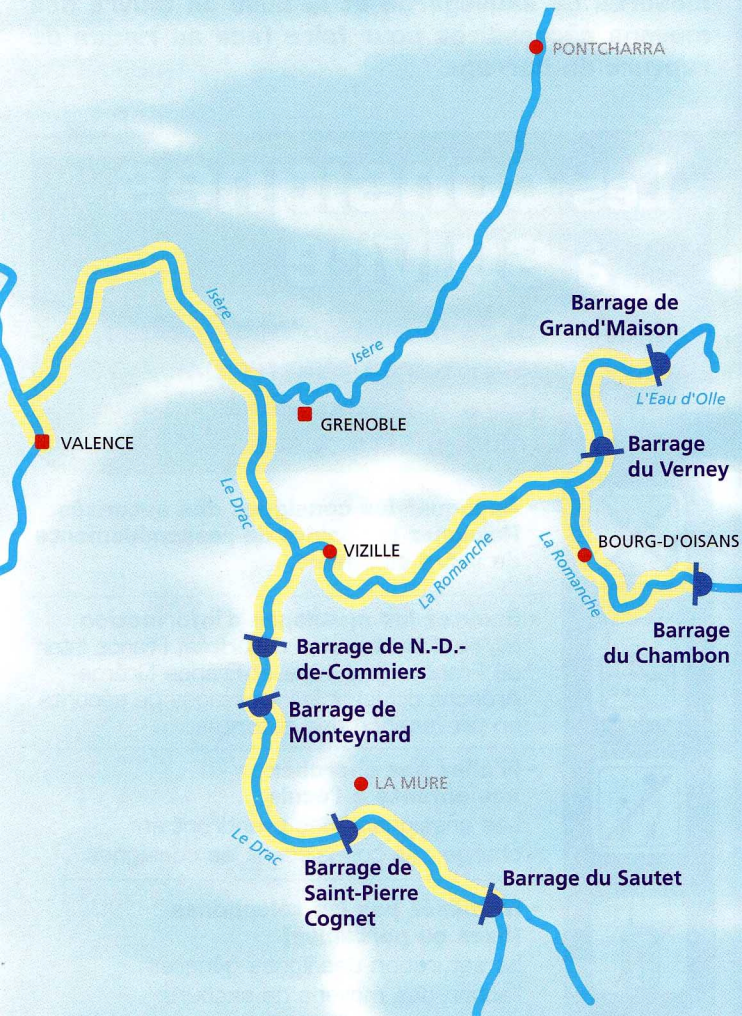 PONTCHARRA
Isère
Barrage de
Grand'Maison
Isère
L'Eau d'Olle
GRENOBLE
VALENCE
Barrage
du Verney
Le Drac
BOURG-D'OISANS
VIZILLE
La Romanche
La Romanche
Barrage de N.-D.-
de-Commiers
Barrage
du Chambon
Barrage de
Monteynard
LA MURE
Le Drac
Barrage de
Saint-Pierre
Cognet
Barrage du Sautet